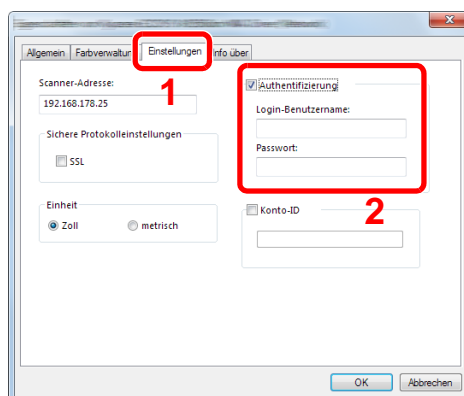 Allgemein Farbverwaltun Einstellungen Info über
Scanner-Adresse:
192.168.178.25
1
Sichere Protokolleinstellungen
SSL
Einheit
Zoll metrisch
Authentifizierung
Login-Benutzername:
Passwort:
2
Konto-ID
OK Abbrechen